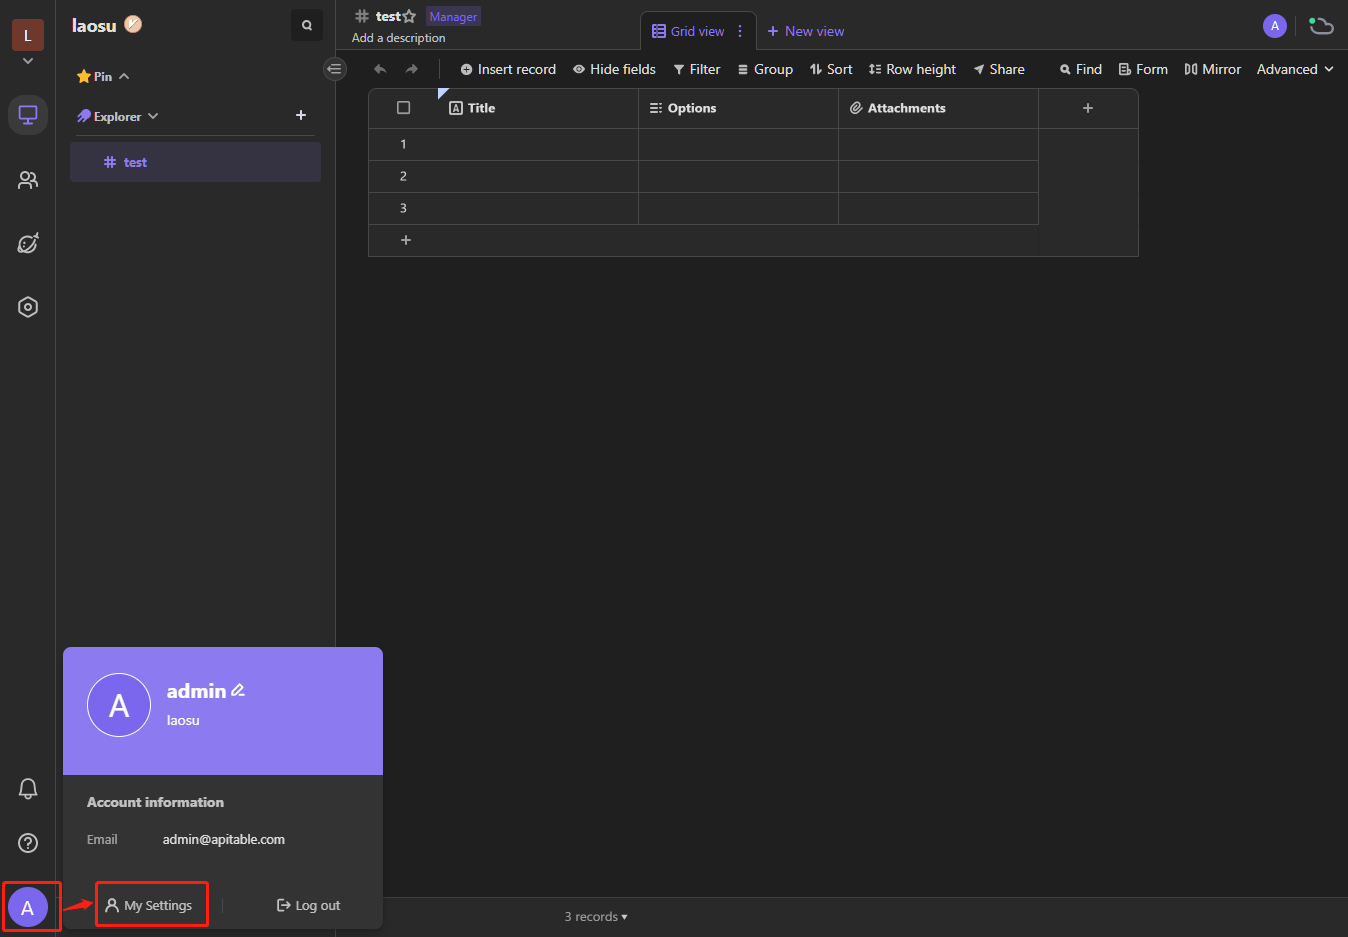 L
laosu
Pin
Explorer
test
test
Manager
Add a description
Grid view
New view
A
Insert record
Hide fields
Filter
Group
Sort
Row height
Share
Find
Form
Mirror
Advanced
A Title
Options
Attachments
1
2
3
A
admin
laosu
Account information
Email admin@apitable.com
A
My Settings
Log out
3 records